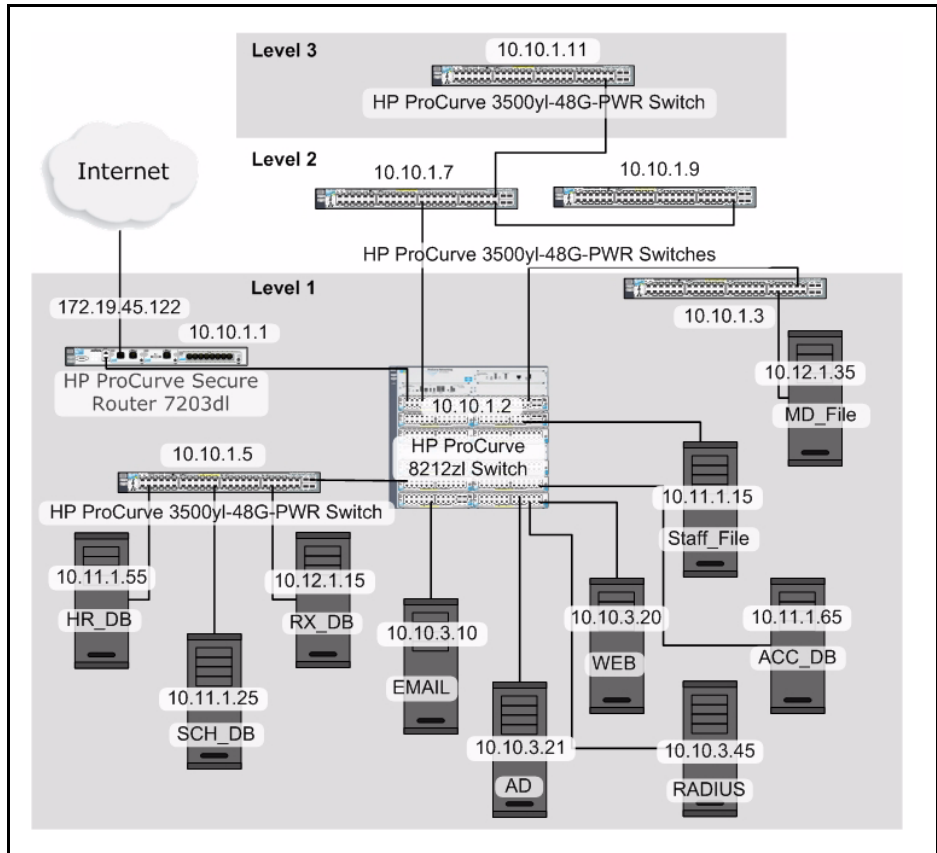 Level 3
10.10.1.11
HP ProCurve 3500yl-48G-PWR Switch
Internet
Level 2
10.10.1.7
10.10.1.9
HP ProCurve 3500yl-48G-PWR Switches
Level 1
172.19.45.122
10.10.1.1
HP ProCurve Secure
Router 7203dl
10.10.1.3
10.12.1.35
MD_File
10.10.1.2
HP ProCurve
8212zl Switch
10.10.1.5
HP ProCurve 3500yl-48G-PWR Switch
10.11.1.15
Staff_File
10.11.1.55
HR_DB
10.12.1.15
RX_DB
10.11.1.25
SCH_DB
10.10.3.10
EMAIL
10.10.3.20
WEB
10.11.1.65
ACC_DB
10.10.3.21
AD
10.10.3.45
RADIUS